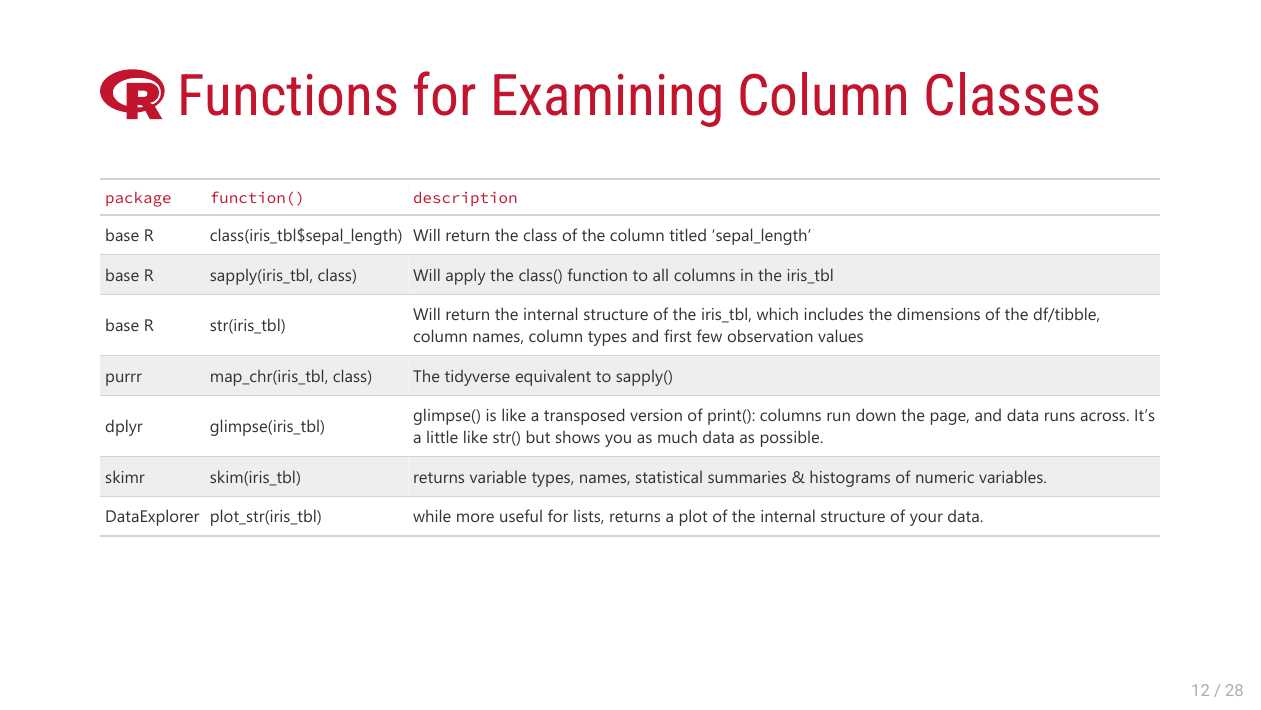 R Functions for Examining Column Classes
package function() description
base R class(iris_tbl$sepal_length) Will return the class of the column titled ‘sepal_length’
base R sapply(iris_tbl, class) Will apply the class() function to all columns in the iris_tbl
base R str(iris_tbl) Will return the internal structure of the iris_tbl, which includes the dimensions of the df/tibble,
column names, column types and first few observation values
purrr map_chr(iris_tbl, class) The tidyverse equivalent to sapply()
dplyr glimpse(iris_tbl) glimpse() is like a transposed version of print(): columns run down the page, and data runs across. It’s
a little like str() but shows you as much data as possible.
skimr skim(iris_tbl) returns variable types, names, statistical summaries & histograms of numeric variables.
DataExplorer plot_str(iris_tbl) while more useful for lists, returns a plot of the internal structure of your data.
12 / 28